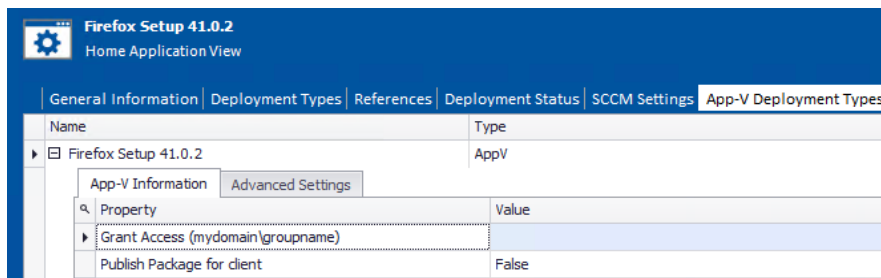 Firefox Setup 41.0.2
Home Application View
General Information Deployment Types References Deployment Status SCCM Settings App-V Deployment Types
Name Type
Firefox Setup 41.0.2 AppV
App-V Information Advanced Settings
Property Value
Grant Access (mydomain\groupname)
Publish Package for client False